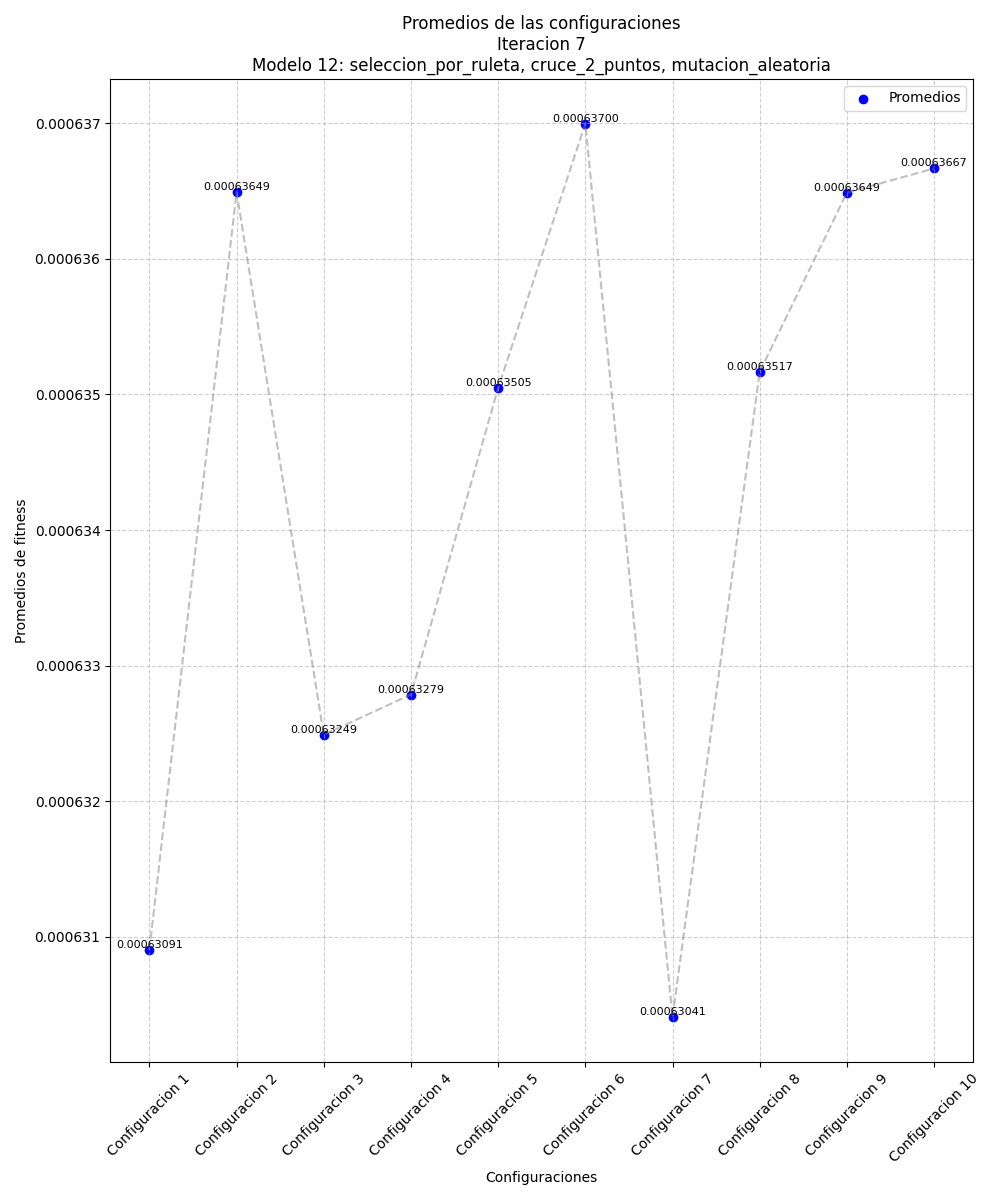 Promedios de las configuraciones
Iteracion 7
Modelo 12: seleccion_por_ruleta, cruce_2_puntos, mutacion_aleatoria
Promedios
0.000637
0.000636
0.000635
0.000634
0.000633
0.000632
0.000631
Promedios de fitness
0.00063091
0.00063649
0.00063249
0.00063279
0.00063505
0.00063700
0.00063041
0.00063517
0.00063649
0.00063667
Configuracion 1
Configuracion 2
Configuracion 3
Configuracion 4
Configuracion 5
Configuracion 6
Configuracion 7
Configuracion 8
Configuracion 9
Configuracion 10
Configuraciones